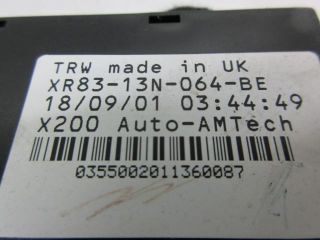 TRW made in UK
XR83-13N-064-BE
18/09/01 03:44:49
X200 Auto-AMTech
0355002011360087